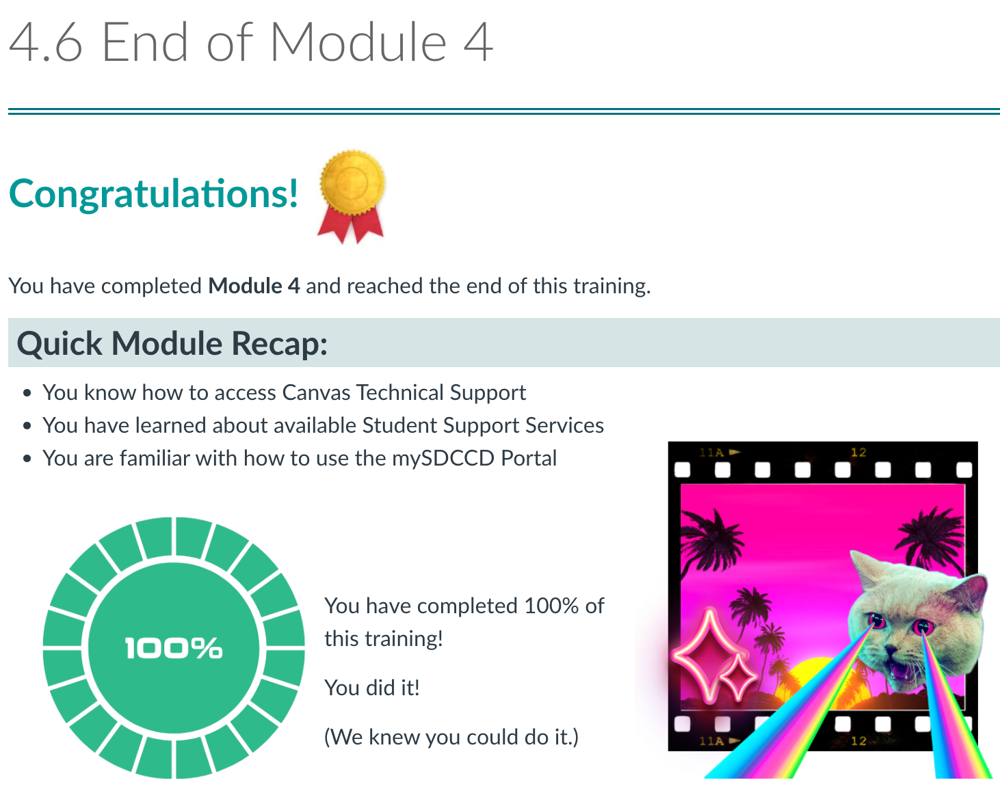 4.6 End of Module 4
Congratulations!
You have completed Module 4 and reached the end of this training.
Quick Module Recap:
• You know how to access Canvas Technical Support
• You have learned about available Student Support Services
• You are familiar with how to use the mySDCCD Portal
100%
You have completed 100% of
this training!
You did it!
(We knew you could do it.)
11A 12
11A 12